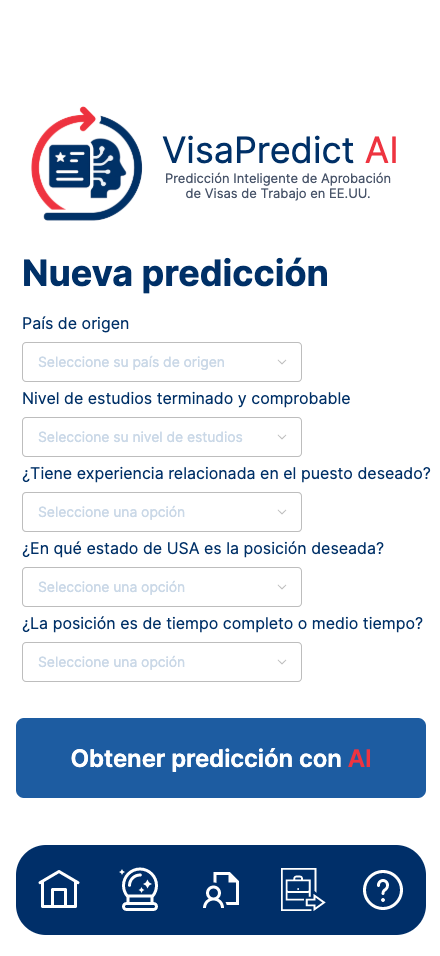 VisaPredict AI
Predicción Inteligente de Aprobación
de Visas de Trabajo en EE.UU.
Nueva predicción
País de origen
Seleccione su país de origen
Nivel de estudios terminado y comprobable
Seleccione su nivel de estudios
¿Tiene experiencia relacionada en el puesto deseado?
Seleccione una opción
¿En qué estado de USA es la posición deseada?
Seleccione una opción
¿La posición es de tiempo completo o medio tiempo?
Seleccione una opción
Obtener predicción con AI